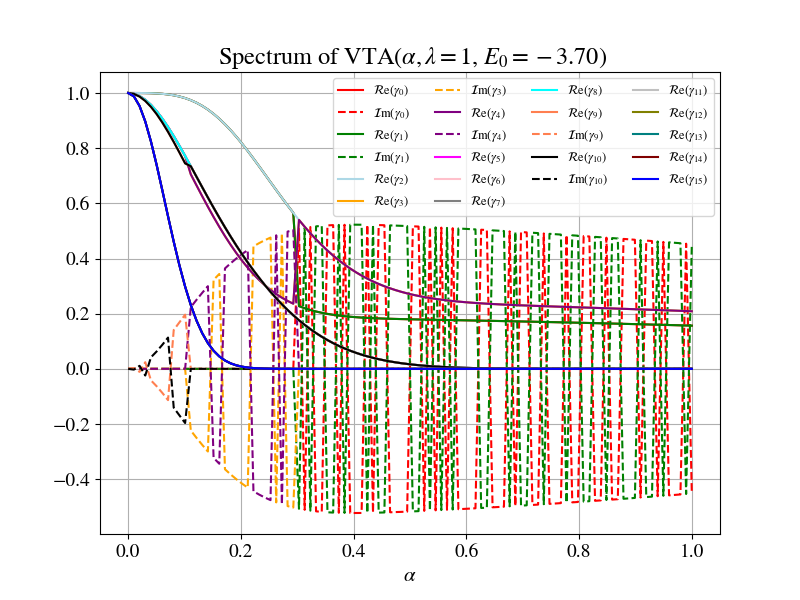 Spectrum of VTA(α, λ = 1, E₀ = −3.70)
ℛe(γ₀)
ℐm(γ₀)
ℛe(γ₁)
ℐm(γ₁)
ℛe(γ₂)
ℛe(γ₃)
ℐm(γ₃)
ℛe(γ₄)
ℐm(γ₄)
ℛe(γ₅)
ℛe(γ₆)
ℛe(γ₇)
ℛe(γ₈)
ℛe(γ₉)
ℐm(γ₉)
ℛe(γ₁₀)
ℐm(γ₁₀)
ℛe(γ₁₁)
ℛe(γ₁₂)
ℛe(γ₁₃)
ℛe(γ₁₄)
ℛe(γ₁₅)
1.0
0.8
0.6
0.4
0.2
0.0
−0.2
−0.4
0.0 0.2 0.4 0.6 0.8 1.0
α